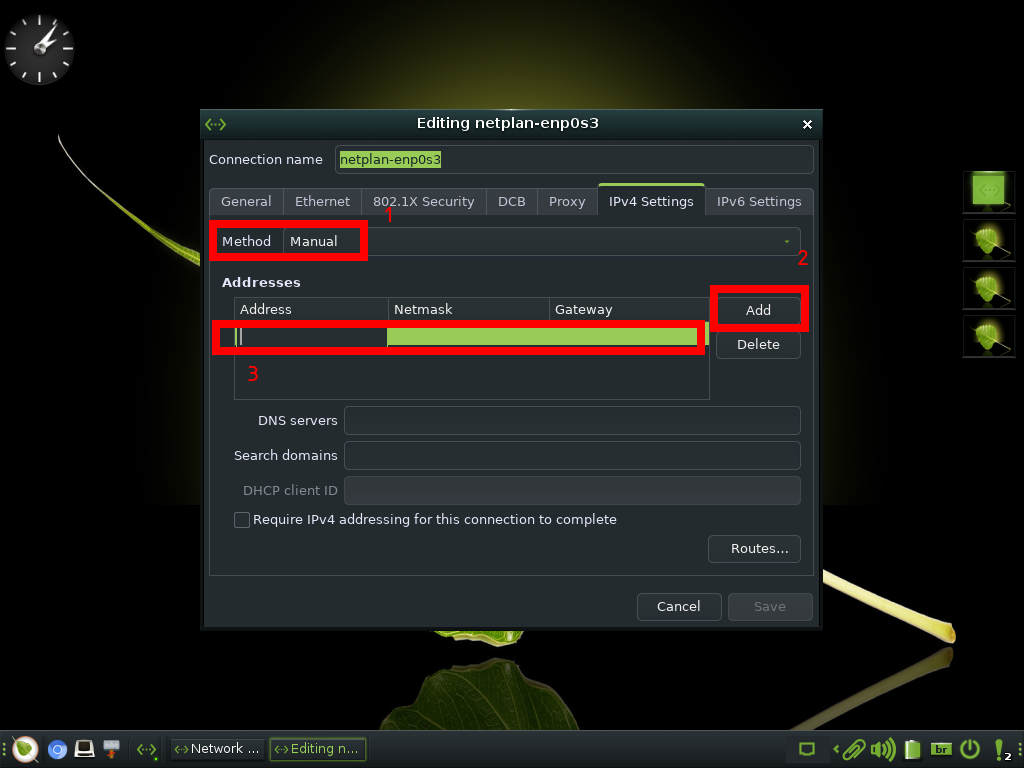 Editing netplan-enp0s3
Connection name netplan-enp0s3
General Ethernet 802.1X Security DCB Proxy IPv4 Settings IPv6 Settings
1
Method Manual
2
Addresses
Address Netmask Gateway Add
Delete
3
DNS servers
Search domains
DHCP client ID
Require IPv4 addressing for this connection to complete
Routes...
Cancel Save
Network ... Editing n... br 2